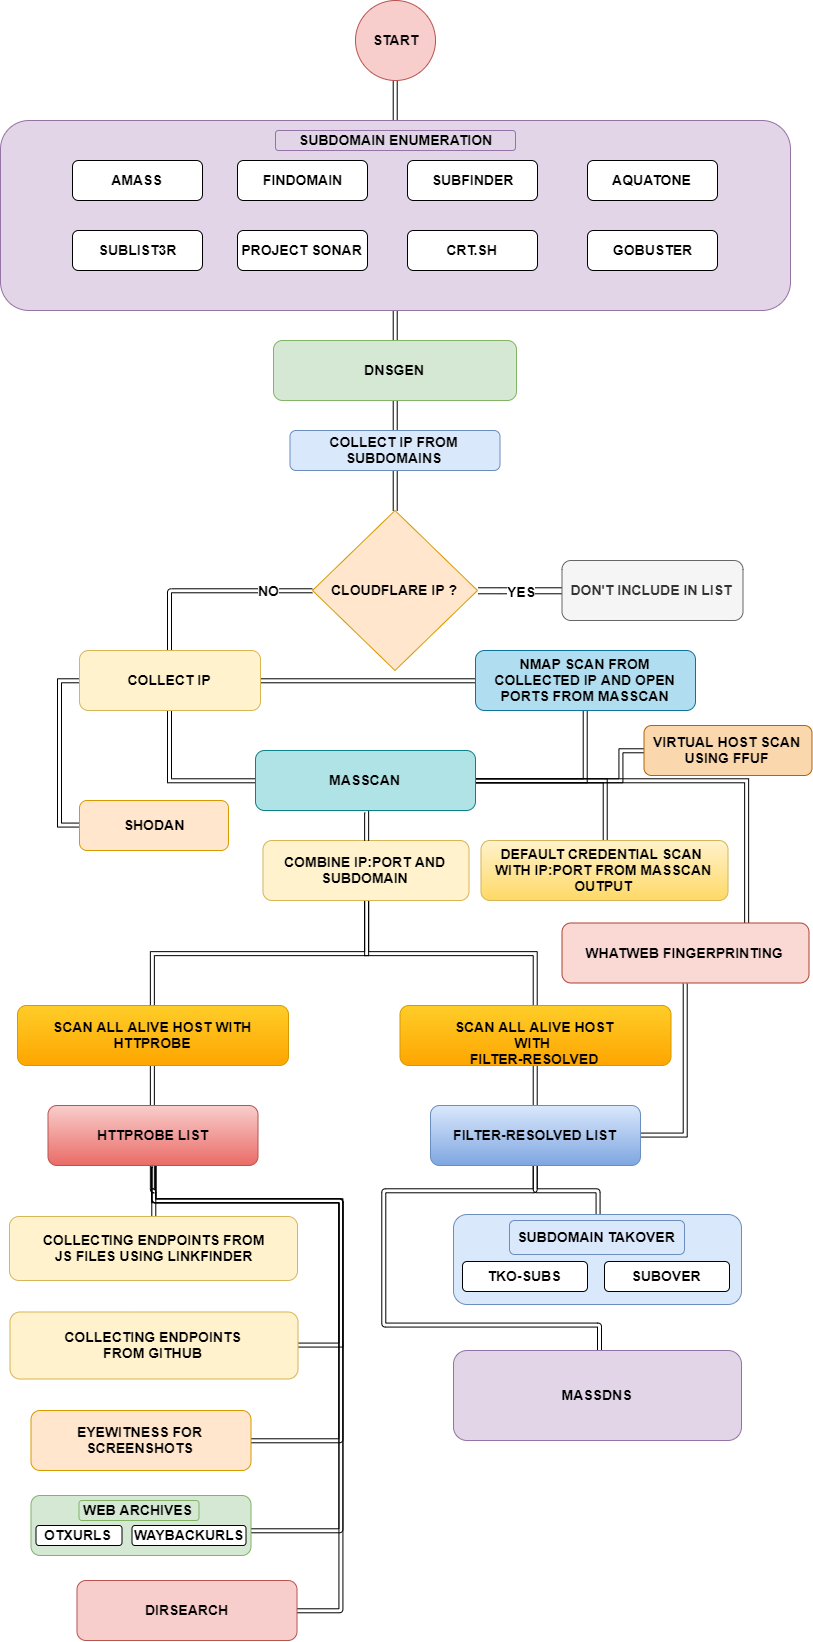 START
SUBDOMAIN ENUMERATION
AMASS
FINDOMAIN
SUBFINDER
AQUATONE
SUBLIST3R
PROJECT SONAR
CRT.SH
GOBUSTER
DNSGEN
COLLECT IP FROM
SUBDOMAINS
CLOUDFLARE IP ?
NO
YES
DON'T INCLUDE IN LIST
COLLECT IP
NMAP SCAN FROM
COLLECTED IP AND OPEN
PORTS FROM MASSCAN
VIRTUAL HOST SCAN
USING FFUF
MASSCAN
SHODAN
COMBINE IP:PORT AND
SUBDOMAIN
DEFAULT CREDENTIAL SCAN
WITH IP:PORT FROM MASSCAN
OUTPUT
WHATWEB FINGERPRINTING
SCAN ALL ALIVE HOST WITH
HTTPROBE
SCAN ALL ALIVE HOST
WITH
FILTER-RESOLVED
HTTPROBE LIST
FILTER-RESOLVED LIST
COLLECTING ENDPOINTS FROM
JS FILES USING LINKFINDER
SUBDOMAIN TAKOVER
TKO-SUBS
SUBOVER
COLLECTING ENDPOINTS
FROM GITHUB
MASSDNS
EYEWITNESS FOR
SCREENSHOTS
WEB ARCHIVES
OTXURLS
WAYBACKURLS
DIRSEARCH